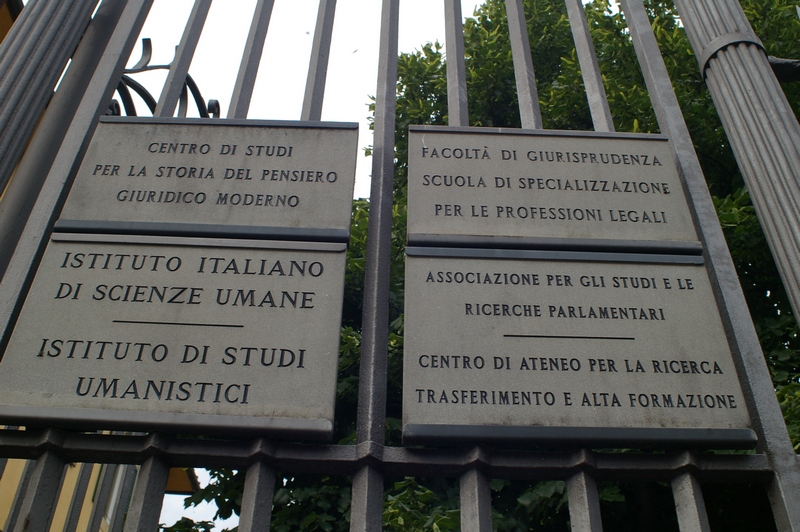 CENTRO DI STUDI
PER LA STORIA DEL PENSIERO
GIURIDICO MODERNO
ISTITUTO ITALIANO
DI SCIENZE UMANE
ISTITUTO DI STUDI
UMANISTICI
FACOLTÀ DI GIURISPRUDENZA
SCUOLA DI SPECIALIZZAZIONE
PER LE PROFESSIONI LEGALI
ASSOCIAZIONE PER GLI STUDI E LE
RICERCHE PARLAMENTARI
CENTRO DI ATENEO PER LA RICERCA
TRASFERIMENTO E ALTA FORMAZIONE